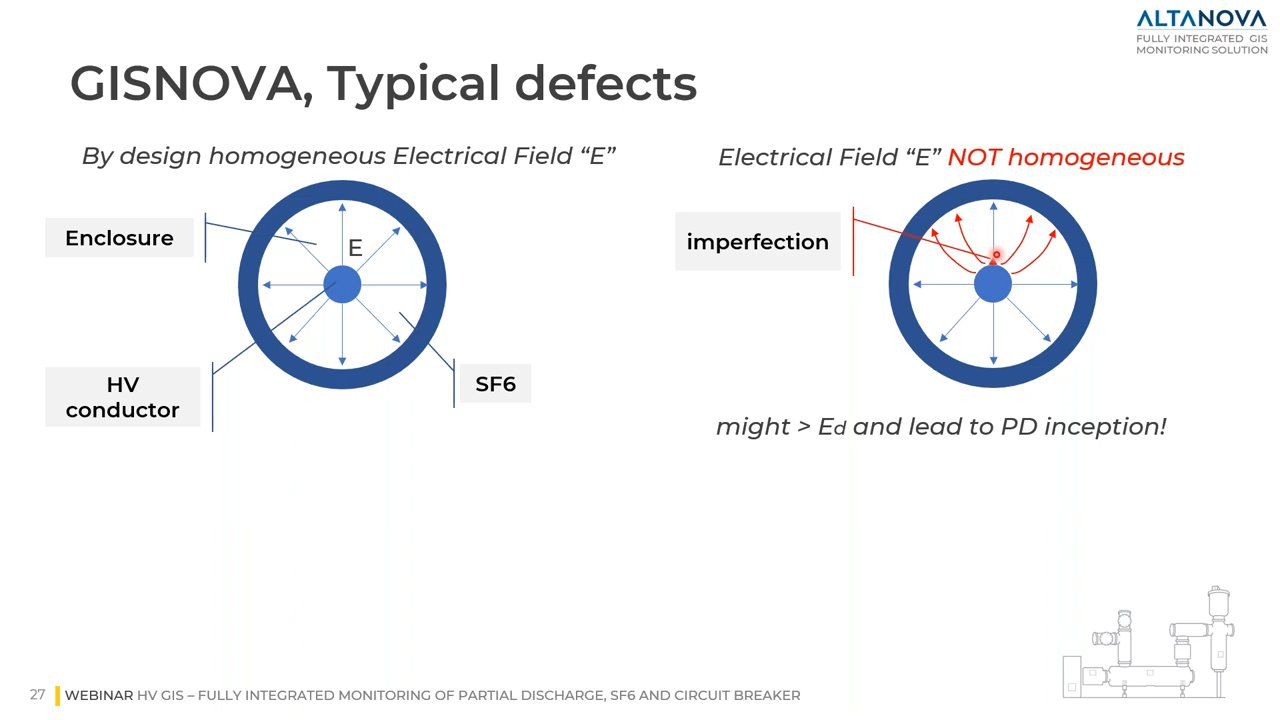 ALTANOVA
FULLY INTEGRATED GIS
MONITORING SOLUTION
GISNOVA, Typical defects
By design homogeneous Electrical Field “E”
Electrical Field “E” NOT homogeneous
Enclosure
E
imperfection
HV
conductor
SF6
might > Ed and lead to PD inception!
27 WEBINAR HV GIS – FULLY INTEGRATED MONITORING OF PARTIAL DISCHARGE, SF6 AND CIRCUIT BREAKER